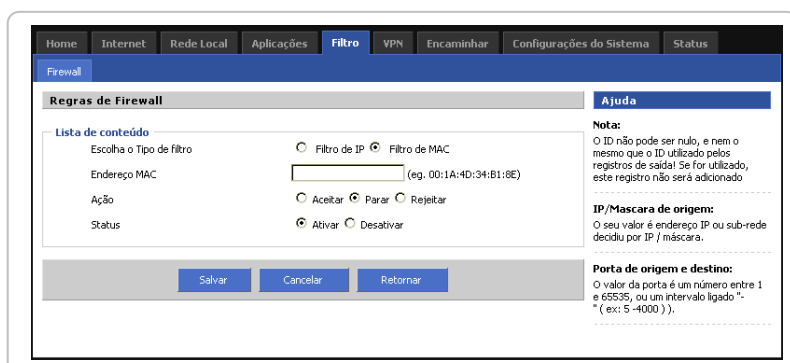 Home Internet Rede Local Aplicações Filtro VPN Encaminhar Configurações do Sistema Status
Firewall
Regras de Firewall
Lista de conteúdo
Escolha o Tipo de filtro Filtro de IP Filtro de MAC
Endereço MAC (eg. 00:1A:4D:34:B1:8E)
Ação Aceitar Parar Rejeitar
Status Ativar Desativar
Salvar Cancelar Retornar
Ajuda
Nota:
O ID não pode ser nulo, e nem o
mesmo que o ID utilizado pelos
registros de saída! Se for utilizado,
este registro não será adicionado
IP/Mascara de origem:
O seu valor é endereço IP ou sub-rede
decidiu por IP / máscara.
Porta de origem e destino:
O valor da porta é um número entre 1
e 65535, ou um intervalo ligado "-
" ( ex: 5 -4000 ) ).